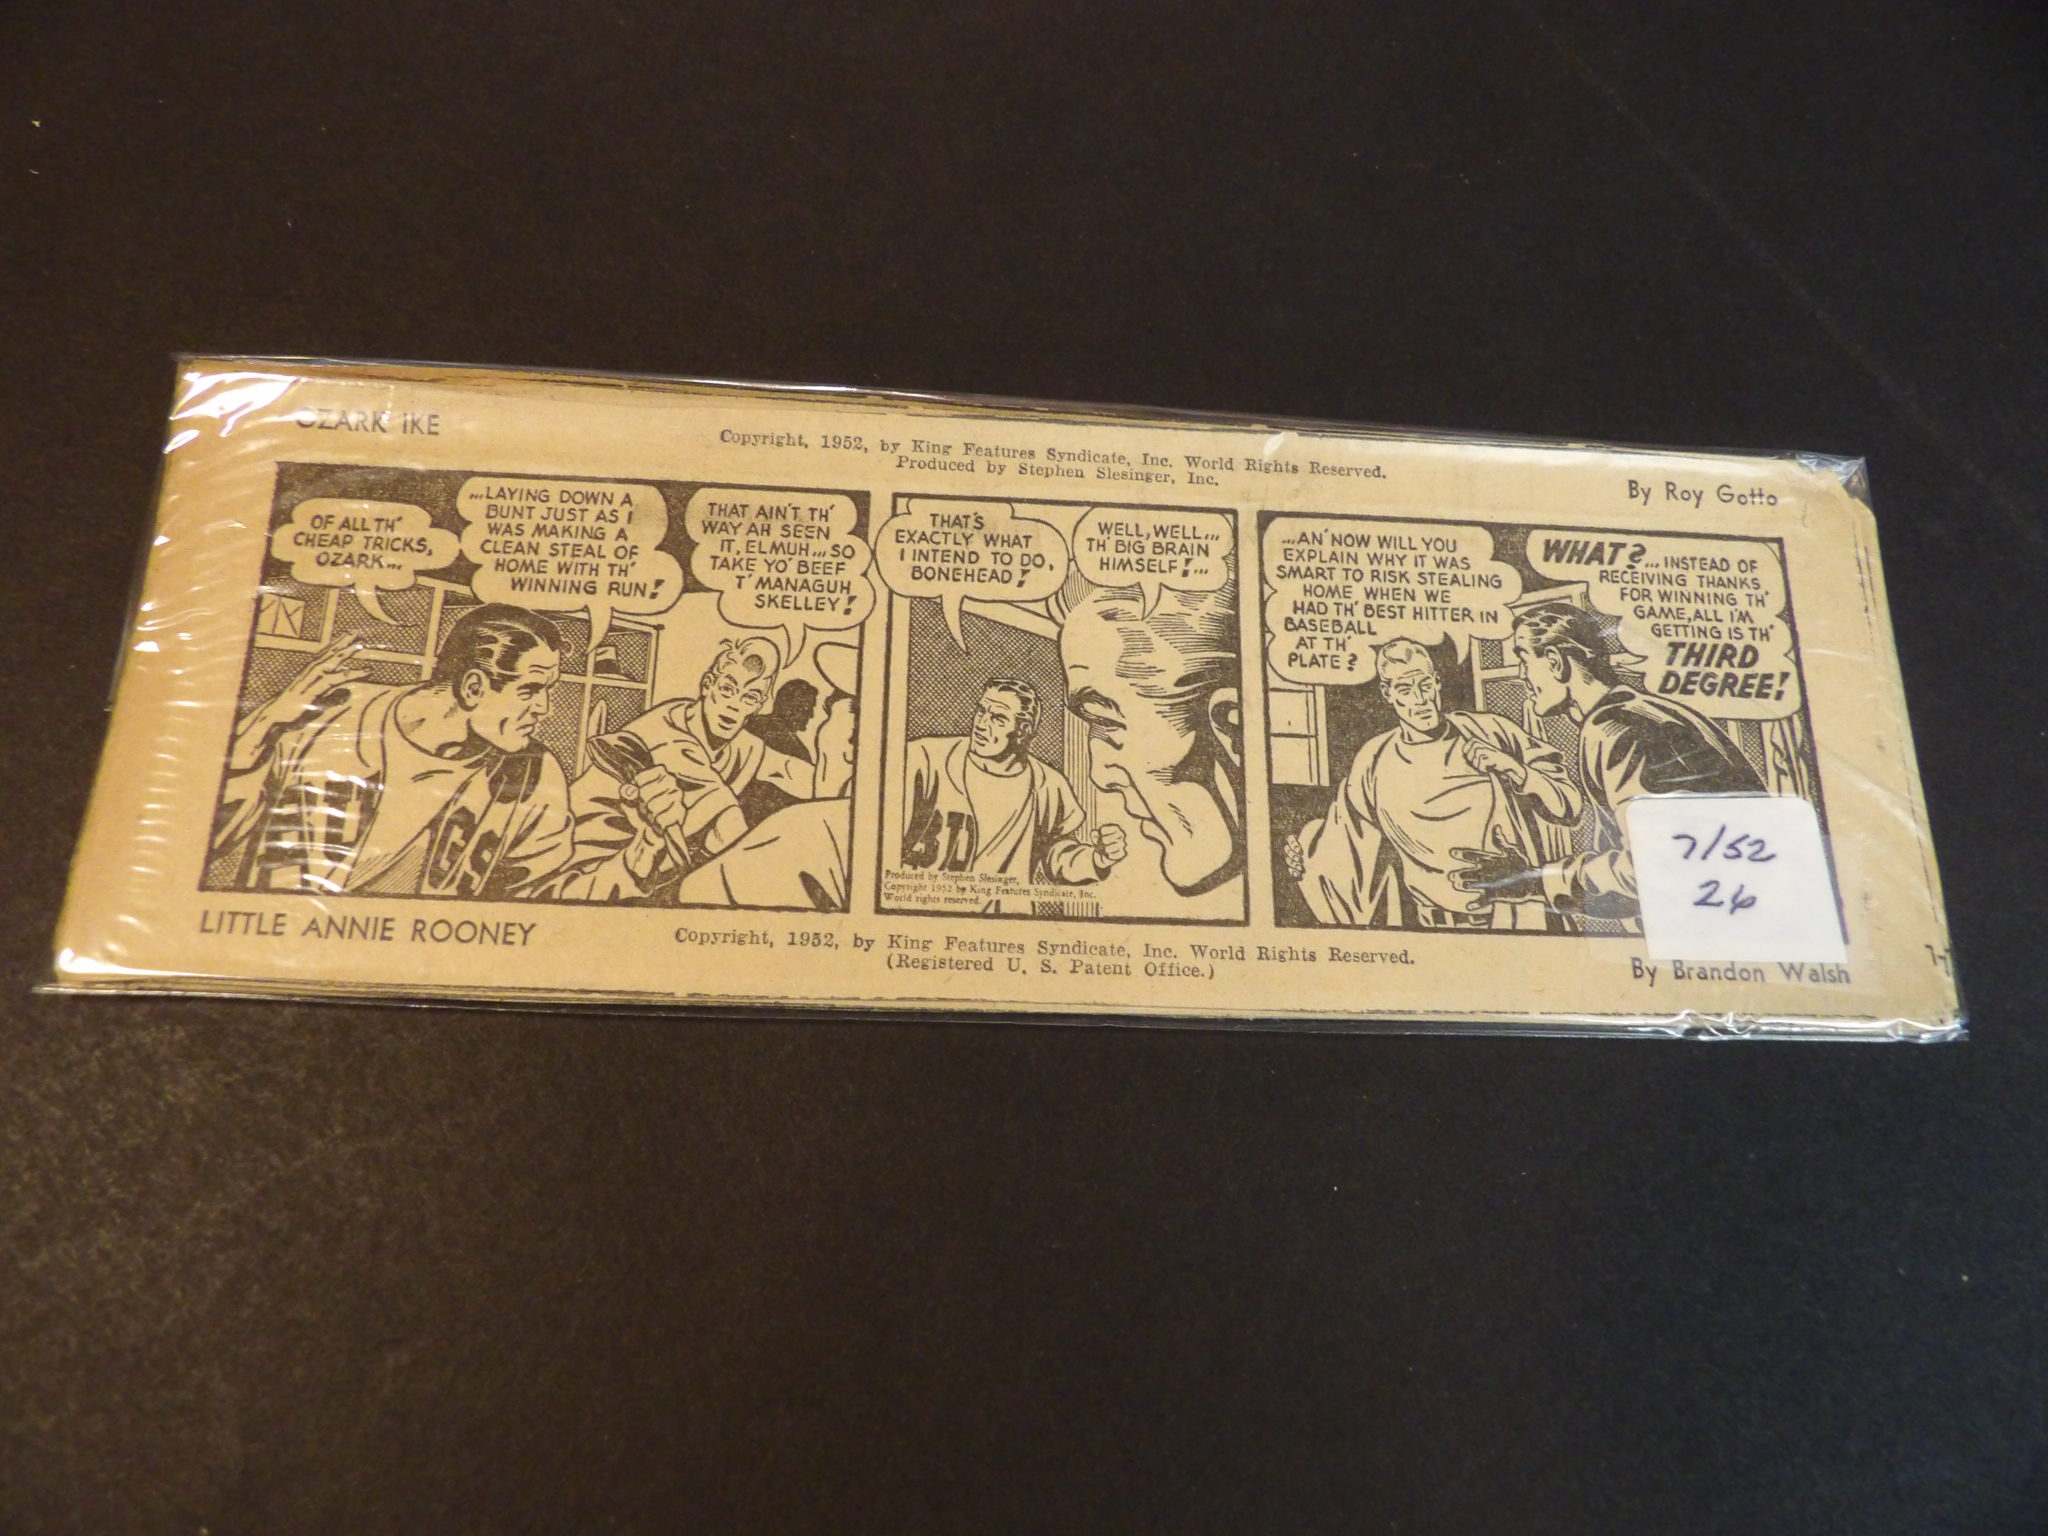 OZARK IKE
Copyright, 1952, by King Features Syndicate, Inc. World Rights Reserved.
Produced by Stephen Slesinger, Inc.
By Roy Gotto
OF ALL TH'
CHEAP TRICKS,
OZARK...
...LAYING DOWN A
BUNT JUST AS I
WAS MAKING A
CLEAN STEAL OF
HOME WITH TH'
WINNING RUN!
THAT AIN'T TH'
WAY AH SEEN
IT, ELMUH... SO
TAKE YO' BEEF
T' MANAGUH
SKELLEY!
THAT'S
EXACTLY WHAT
I INTEND TO DO,
BONEHEAD!
WELL, WELL...
TH' BIG BRAIN
HIMSELF!...
Produced by Stephen Slesinger,
Copyright 1952 by King Features Syndicate, Inc.
World rights reserved.
...AN' NOW WILL YOU
EXPLAIN WHY IT WAS
SMART TO RISK STEALING
HOME WHEN WE
HAD TH' BEST HITTER IN
BASEBALL
AT TH'
PLATE?
WHAT?... INSTEAD OF
RECEIVING THANKS
FOR WINNING TH'
GAME, ALL I'M
GETTING IS TH'
THIRD
DEGREE!
GS
7/52
26
LITTLE ANNIE ROONEY
Copyright, 1952, by King Features Syndicate, Inc. World Rights Reserved.
(Registered U. S. Patent Office.)
By Brandon Walsh
7-7